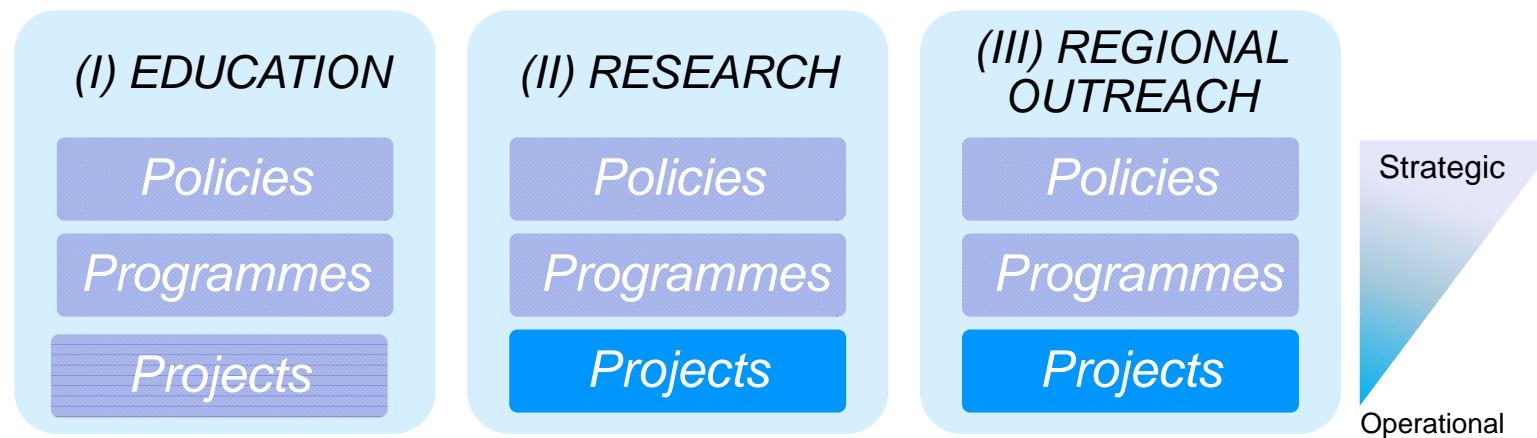 (I) EDUCATION
Policies
Programmes
Projects
(II) RESEARCH
Policies
Programmes
Projects
(III) REGIONAL
OUTREACH
Policies
Programmes
Projects
Strategic
Operational